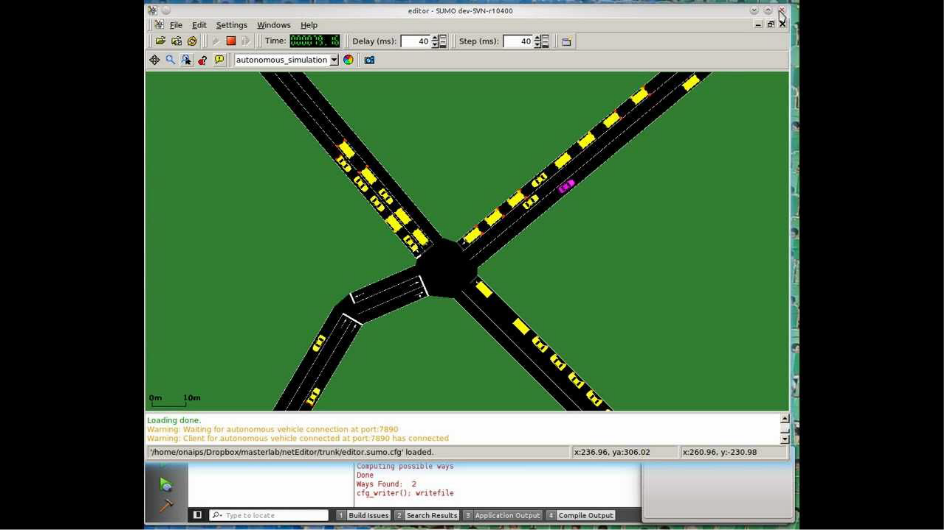 editor - SUMO dev-SVN-r10400
File Edit Settings Windows Help
Time: Delay (ms): 40 Step (ms): 40
autonomous_simulation
0m 10m
Loading done.
Warning: Waiting for autonomous vehicle connection at port:7890
Warning: Client for autonomous vehicle connected at port:7890 has connected
'/home/onaips/Dropbox/masterlab/netEditor/trunk/editor.sumo.cfg' loaded. x:236.96, ya:306.02 x:260.96, y:-230.98
Computing possible ways
Done
Ways Found: 2
cfg_writer(); writefile
Type to locate 1 Build Issues 2 Search Results 3 Application Output 4 Compile Output